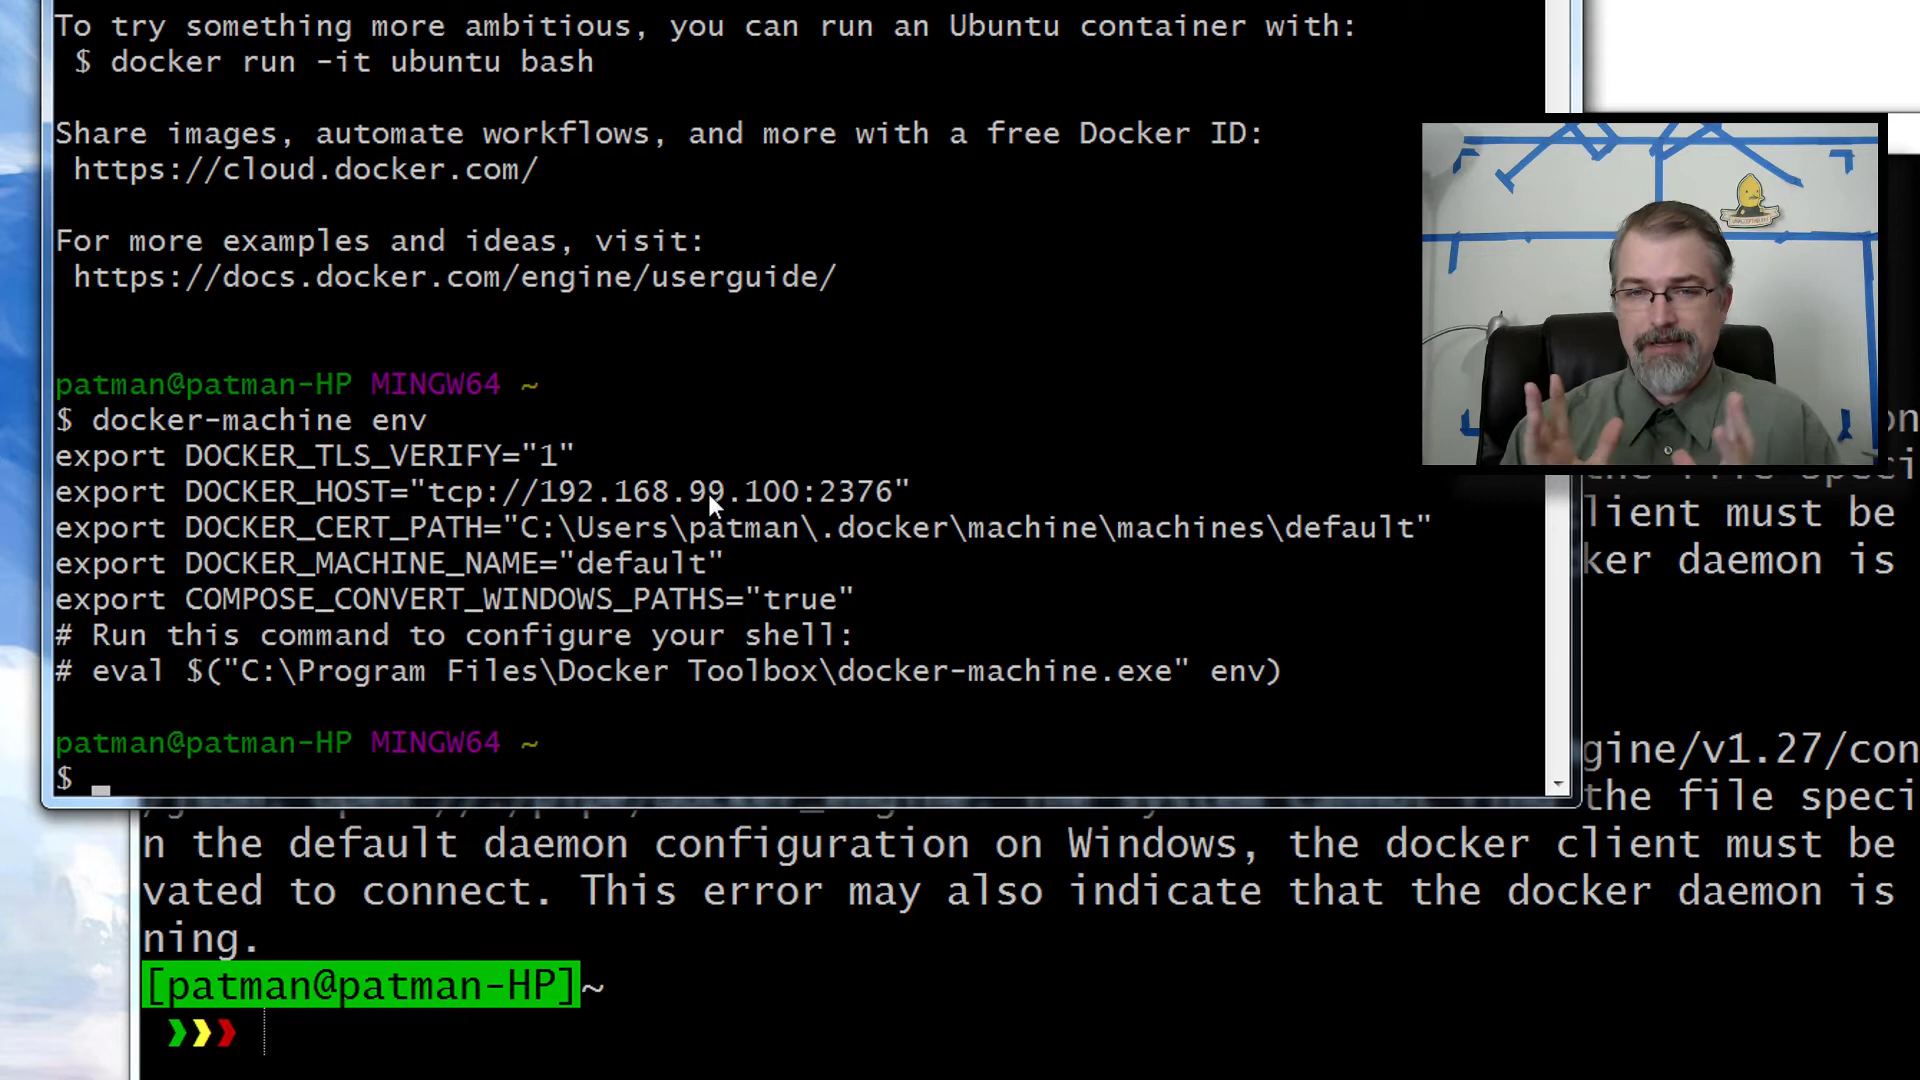 To try something more ambitious, you can run an Ubuntu container with:
$ docker run -it ubuntu bash
Share images, automate workflows, and more with a free Docker ID:
https://cloud.docker.com/
For more examples and ideas, visit:
https://docs.docker.com/engine/userguide/
patman@patman-HP MINGW64 ~
$ docker-machine env
export DOCKER_TLS_VERIFY="1"
export DOCKER_HOST="tcp://192.168.99.100:2376"
export DOCKER_CERT_PATH="C:\Users\patman\.docker\machine\machines\default"
export DOCKER_MACHINE_NAME="default"
export COMPOSE_CONVERT_WINDOWS_PATHS="true"
# Run this command to configure your shell:
# eval $("C:\Program Files\Docker Toolbox\docker-machine.exe" env)
patman@patman-HP MINGW64 ~
$
on
lient must be
ker daemon is
gine/v1.27/con
the file speci
n the default daemon configuration on Windows, the docker client must be
vated to connect. This error may also indicate that the docker daemon is
ning.
[patman@patman-HP]~
❯❯❯